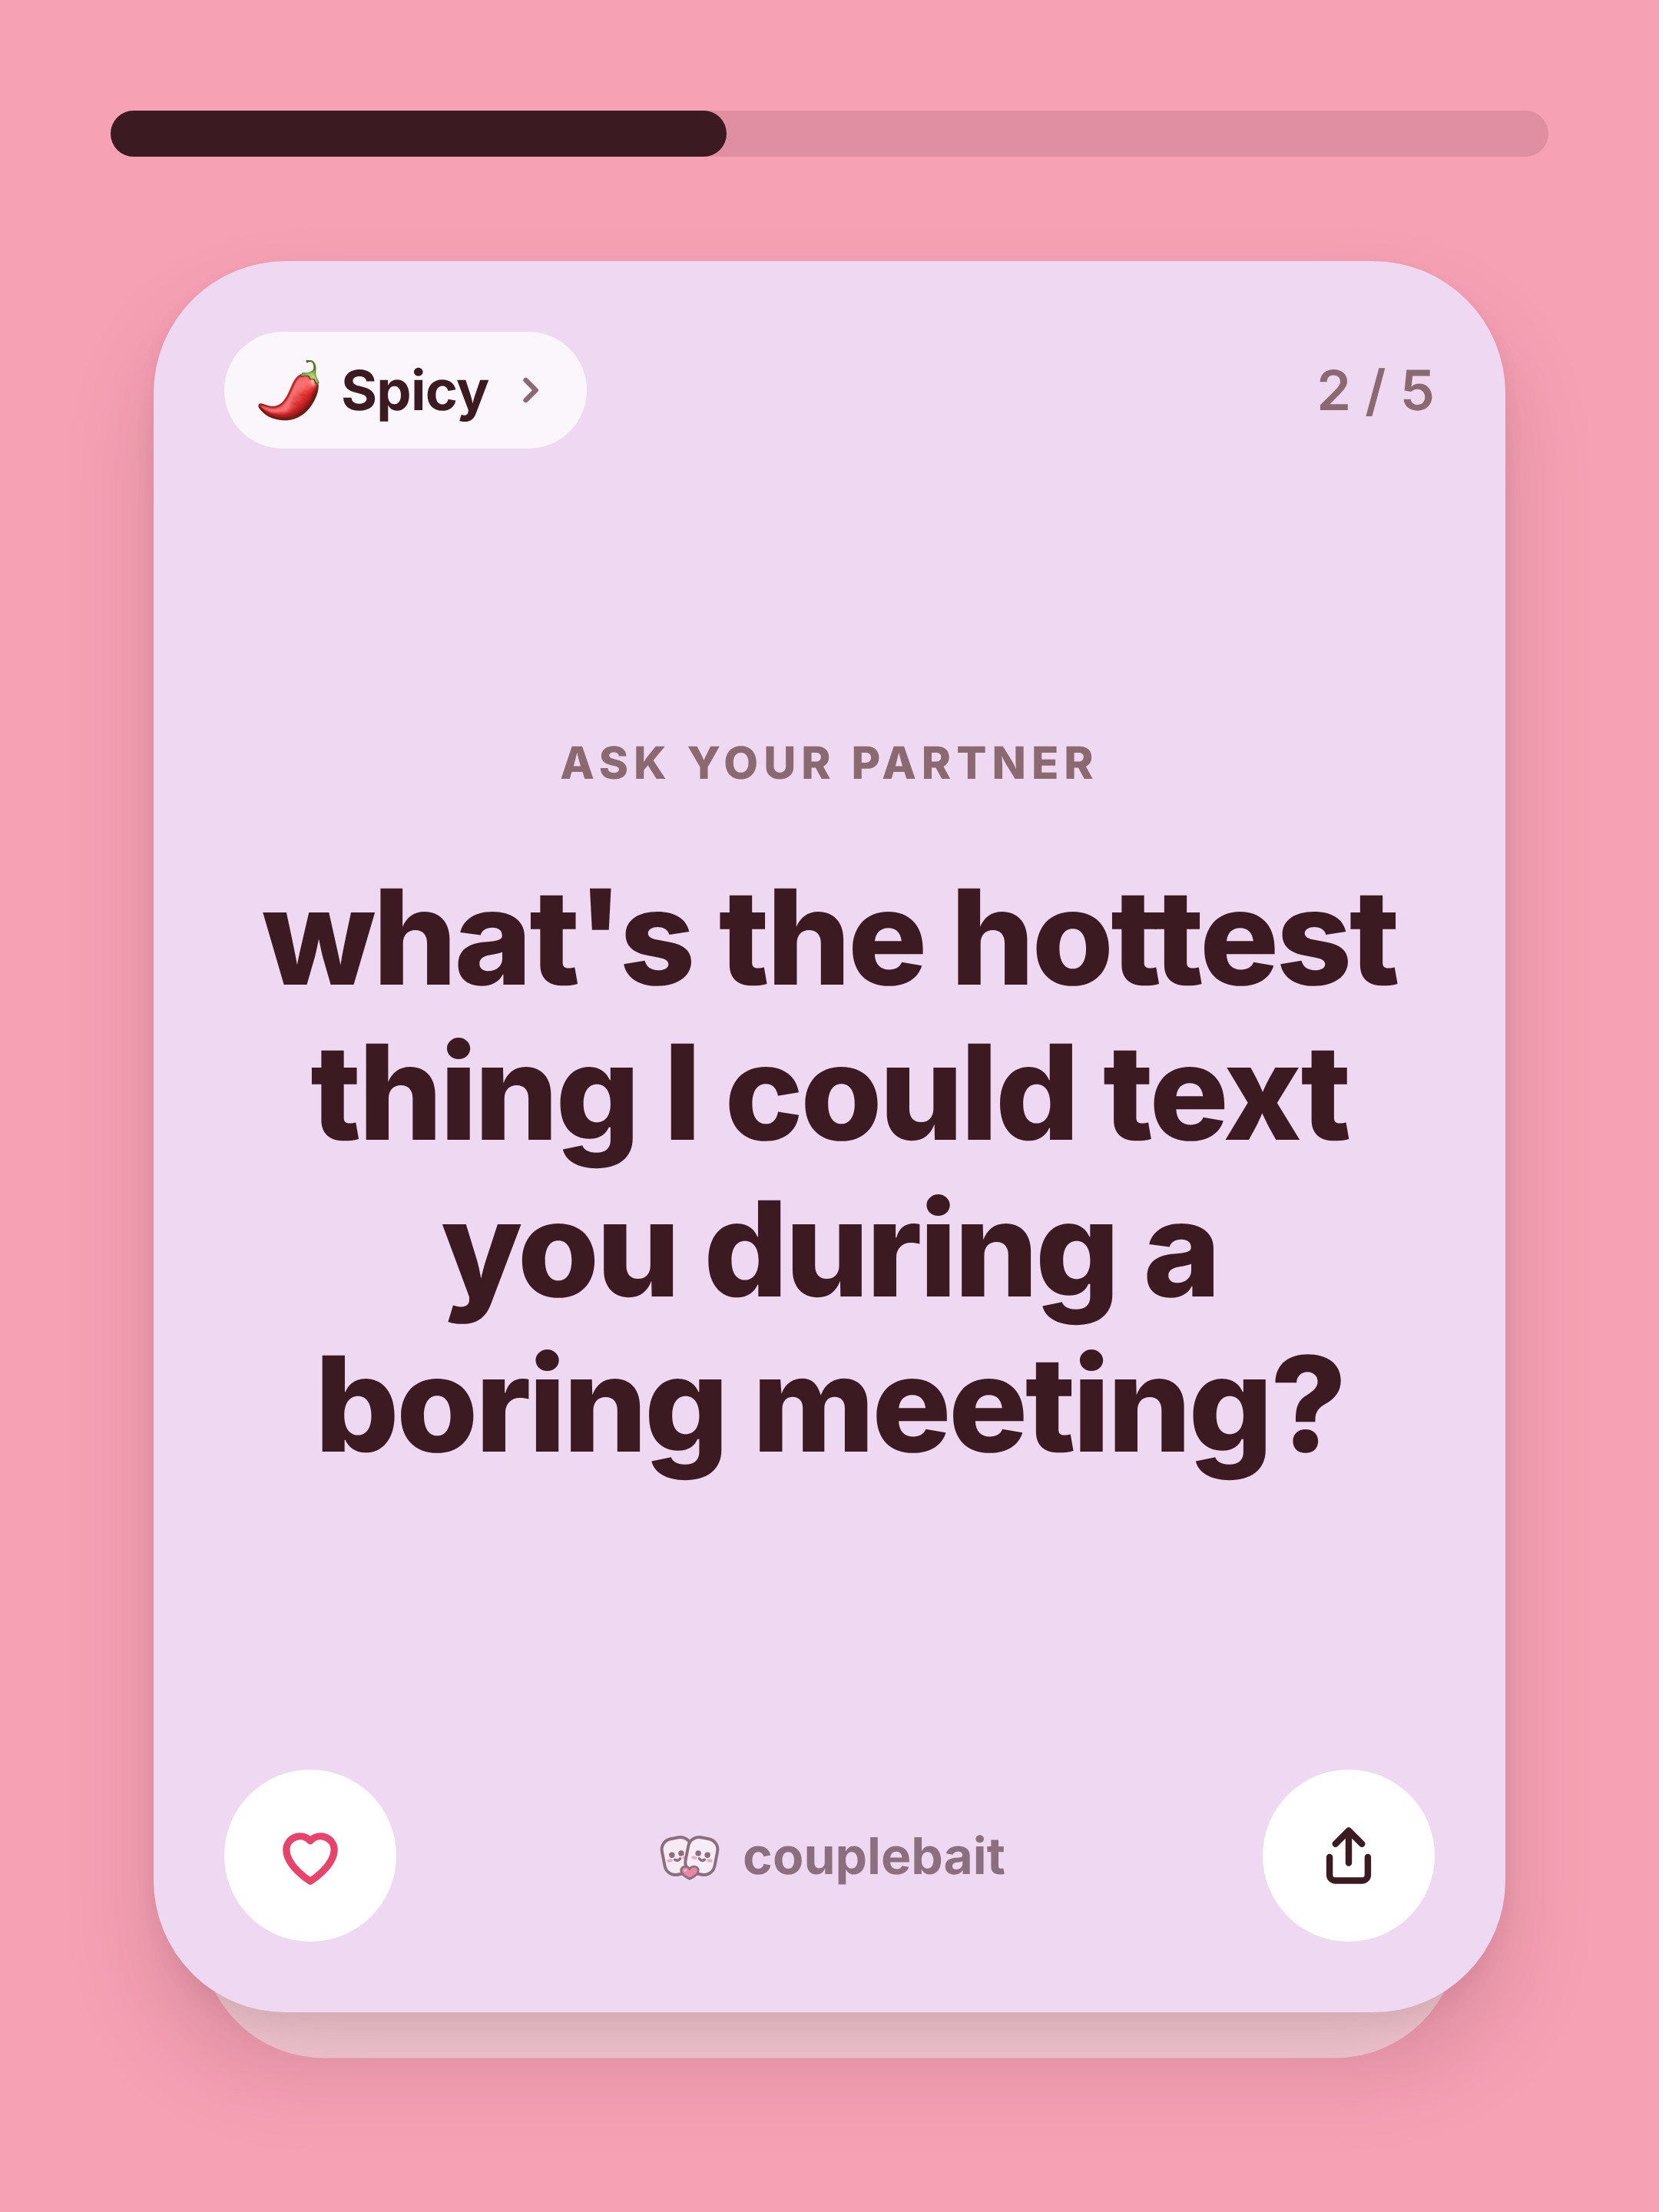 Spicy
2 / 5
ASK YOUR PARTNER
what's the hottest
thing I could text
you during a
boring meeting?
couplebait